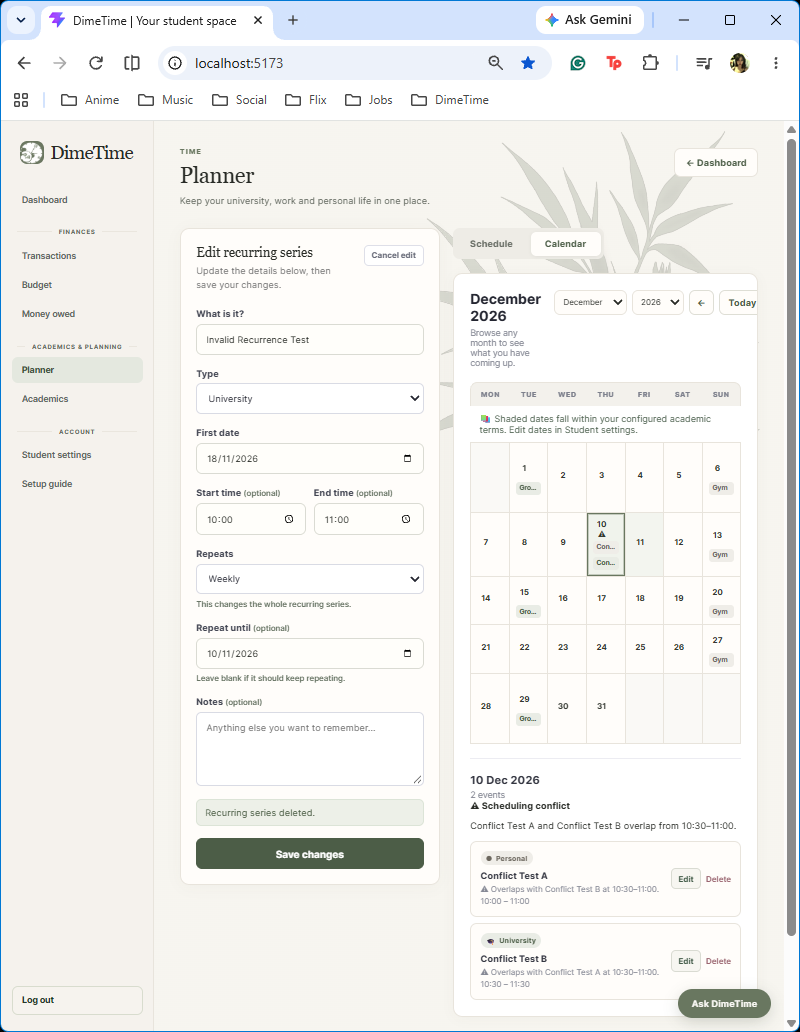 DimeTime | Your student space
Ask Gemini
localhost:5173
Anime
Music
Social
Flix
Jobs
DimeTime
DimeTime
Dashboard
FINANCES
Transactions
Budget
Money owed
ACADEMICS & PLANNING
Planner
Academics
ACCOUNT
Student settings
Setup guide
Log out
TIME
Planner
Keep your university, work and personal life in one place.
← Dashboard
Edit recurring series
Cancel edit
Update the details below, then
save your changes.
What is it?
Invalid Recurrence Test
Type
University
First date
18/11/2026
Start time (optional)
End time (optional)
10:00
11:00
Repeats
Weekly
This changes the whole recurring series.
Repeat until (optional)
10/11/2026
Leave blank if it should keep repeating.
Notes (optional)
Anything else you want to remember...
Recurring series deleted.
Save changes
Schedule
Calendar
December
2026
December
2026
←
Today
Browse any
month to see
what you have
coming up.
MON TUE WED THU FRI SAT SUN
Shaded dates fall within your configured academic
terms. Edit dates in Student settings.
1 2 3 4 5 6
Gro... Gym
7 8 9 10 11 12 13
Con... Gym
Con...
14 15 16 17 18 19 20
Gro... Gym
21 22 23 24 25 26 27
Gym
28 29 30 31
Gro...
10 Dec 2026
2 events
⚠ Scheduling conflict
Conflict Test A and Conflict Test B overlap from 10:30–11:00.
Personal
Conflict Test A
⚠ Overlaps with Conflict Test B at 10:30–11:00.
10:00 – 11:00
Edit
Delete
University
Conflict Test B
⚠ Overlaps with Conflict Test A at 10:30–11:00.
10:30 – 11:30
Edit
Delete
Ask DimeTime